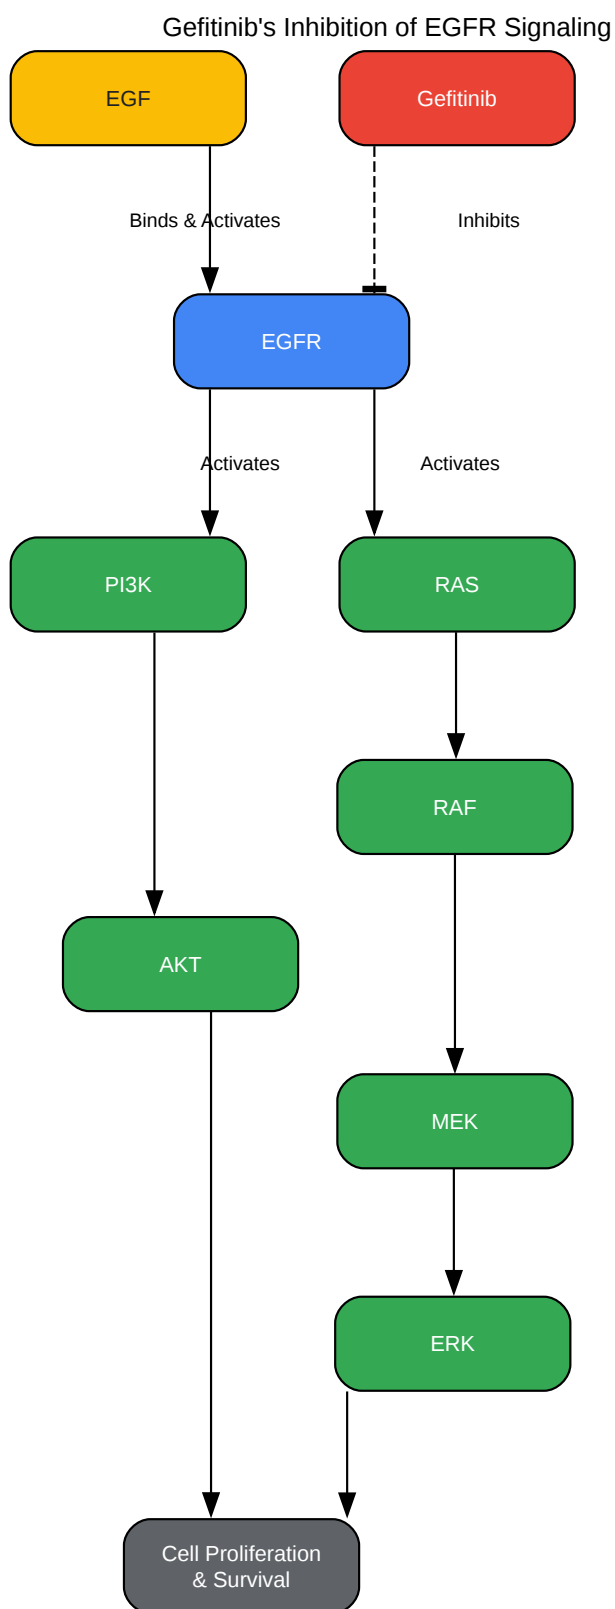 Gefitinib's Inhibition of EGFR Signaling
EGF
Gefitinib
Binds & Activates
Inhibits
EGFR
Activates
Activates
PI3K
RAS
RAF
AKT
MEK
ERK
Cell Proliferation
& Survival